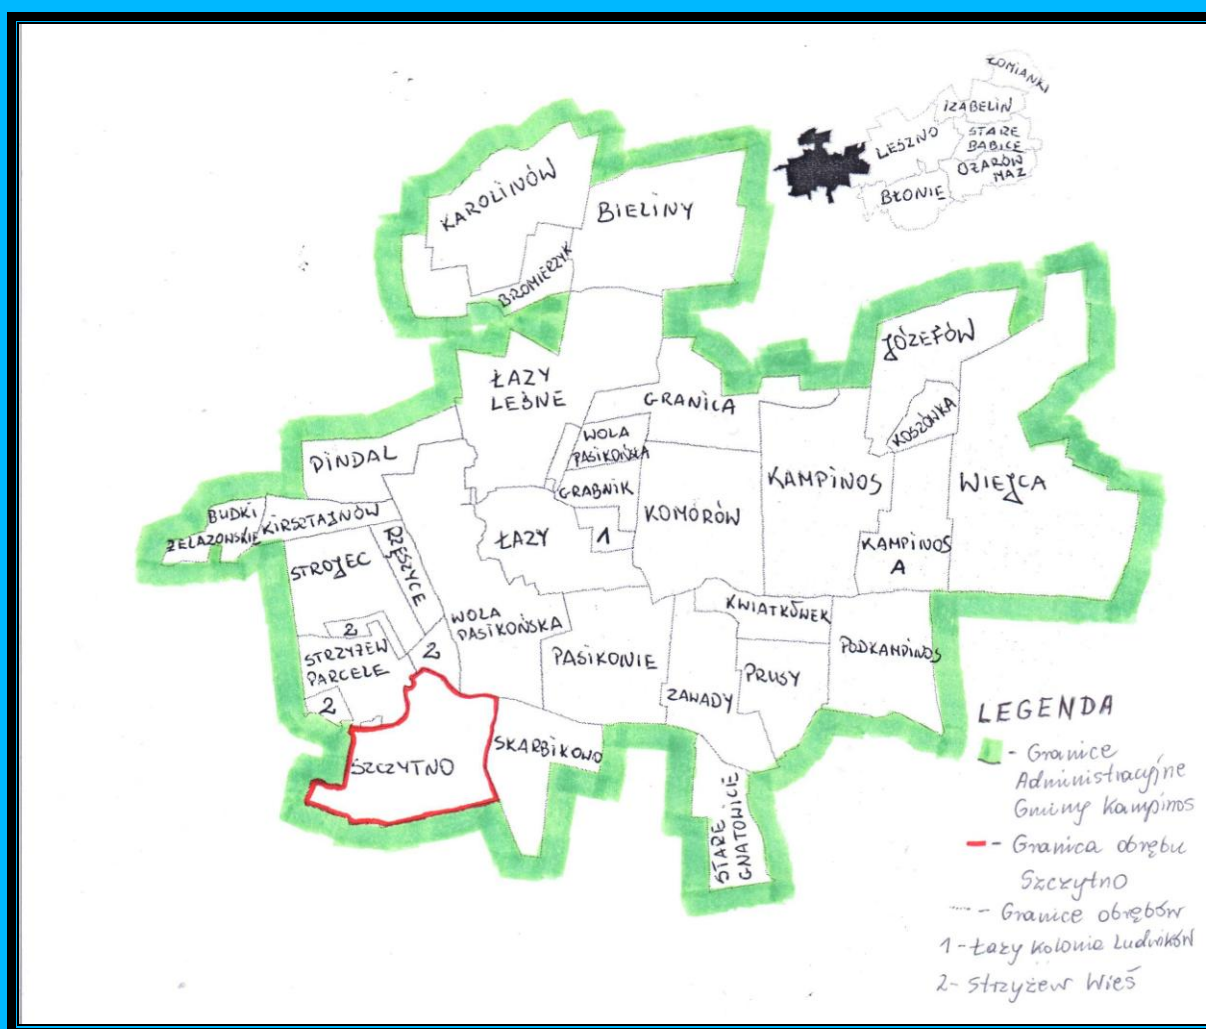 ŁOMIANKI
IZABELIN
LESZNO
STARE
BABICE
OŻARÓW
MAZ
BŁONIE
KAROLINÓW
BIELINY
BROMIERZYK
JÓZEFÓW
ŁAZY
LEŚNE
GRANICA
KOSZÓWKA
WOLA
PASIKOŃSKA
PINDAL
GRABNIK
KAMPINOS
WIEJCA
BUDKI
ŻELAZOWSKIE
KIRSZTAJNÓW
KOMORÓW
RZĘSZYCE
ŁAZY
1
KAMPINOS
A
STROJEC
WOLA
PASIKOŃSKA
KWIATKÓWEK
2
STRZYŻEW
PARCELE
2
PASIKONIE
PODKAMPINOS
PRUSY
ZAWADY
2
SKARBIKOWO
SZCZYTNO
STARE
GNATOWICE
LEGENDA
- Granice
Administracyjne
Gminy Kampinos
- Granica obrębu
Szczytno
- Granice obrębów
1 - Łazy Kolonia Ludwików
2 - Strzyżew Wieś